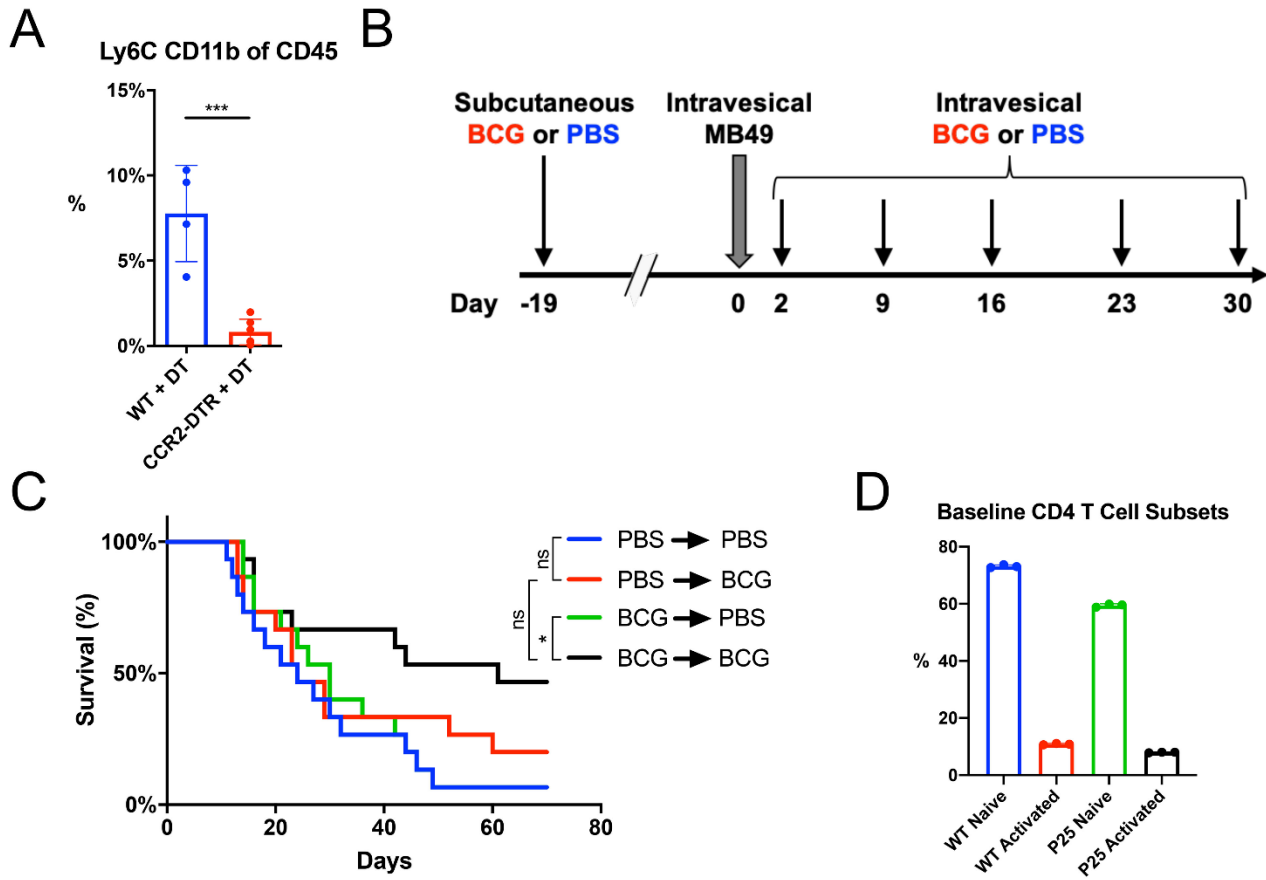 A
Ly6C CD11b of CD45
15%
10%
5%
0%
%
***
WT + DT
CCR2-DTR + DT
B
Subcutaneous
BCG or PBS
Intravesical
MB49
Intravesical
BCG or PBS
Day -19 0 2 9 16 23 30
C
100%
50%
0%
Survival (%)
0 20 40 60 80
Days
PBS PBS
PBS BCG
BCG PBS
BCG BCG
ns
ns
*
D
Baseline CD4 T Cell Subsets
80
60
40
20
0
%
WT Naive
WT Activated
P25 Naive
P25 Activated